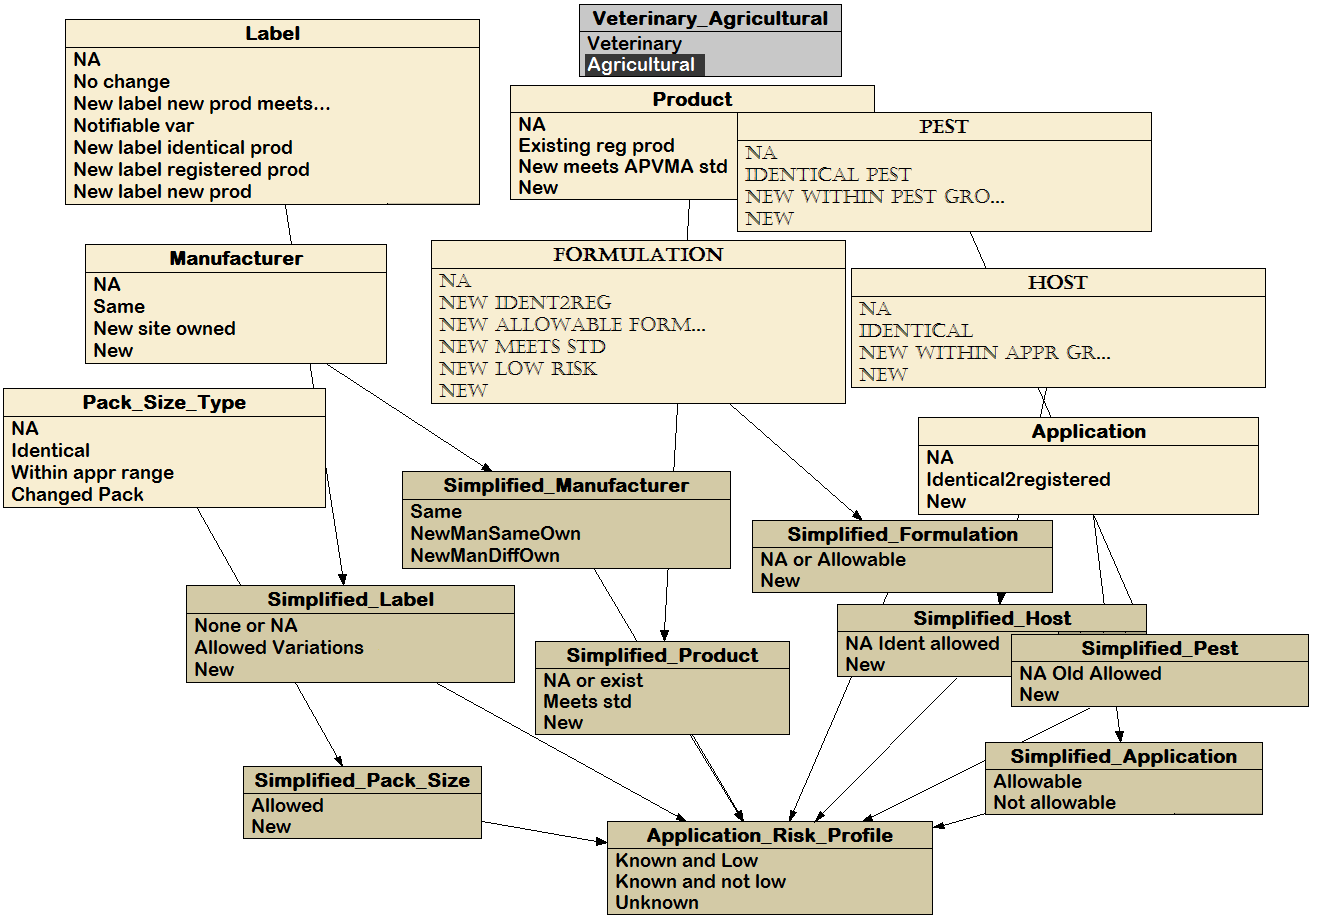 Veterinary_Agricultural
Veterinary
Agricultural
Label
NA
No change
New label new prod meets...
Notifiable var
New label identical prod
New label registered prod
New label new prod
Product
NA
Existing reg prod
New meets APVMA std
New
PEST
NA
IDENTICAL PEST
NEW WITHIN PEST GRO...
NEW
Manufacturer
NA
Same
New site owned
New
FORMULATION
NA
NEW IDENT2REG
NEW ALLOWABLE FORM...
NEW MEETS STD
NEW LOW RISK
NEW
HOST
NA
IDENTICAL
NEW WITHIN APPR GR...
NEW
Pack_Size_Type
NA
Identical
Within appr range
Changed Pack
Application
NA
Identical2registered
New
Simplified_Manufacturer
Same
NewManSameOwn
NewManDiffOwn
Simplified_Formulation
NA or Allowable
New
Simplified_Label
None or NA
Allowed Variations
New
Simplified_Host
NA Ident allowed
New
Simplified_Product
NA or exist
Meets std
New
Simplified_Pest
NA Old Allowed
New
Simplified_Pack_Size
Allowed
New
Simplified_Application
Allowable
Not allowable
Application_Risk_Profile
Known and Low
Known and not low
Unknown